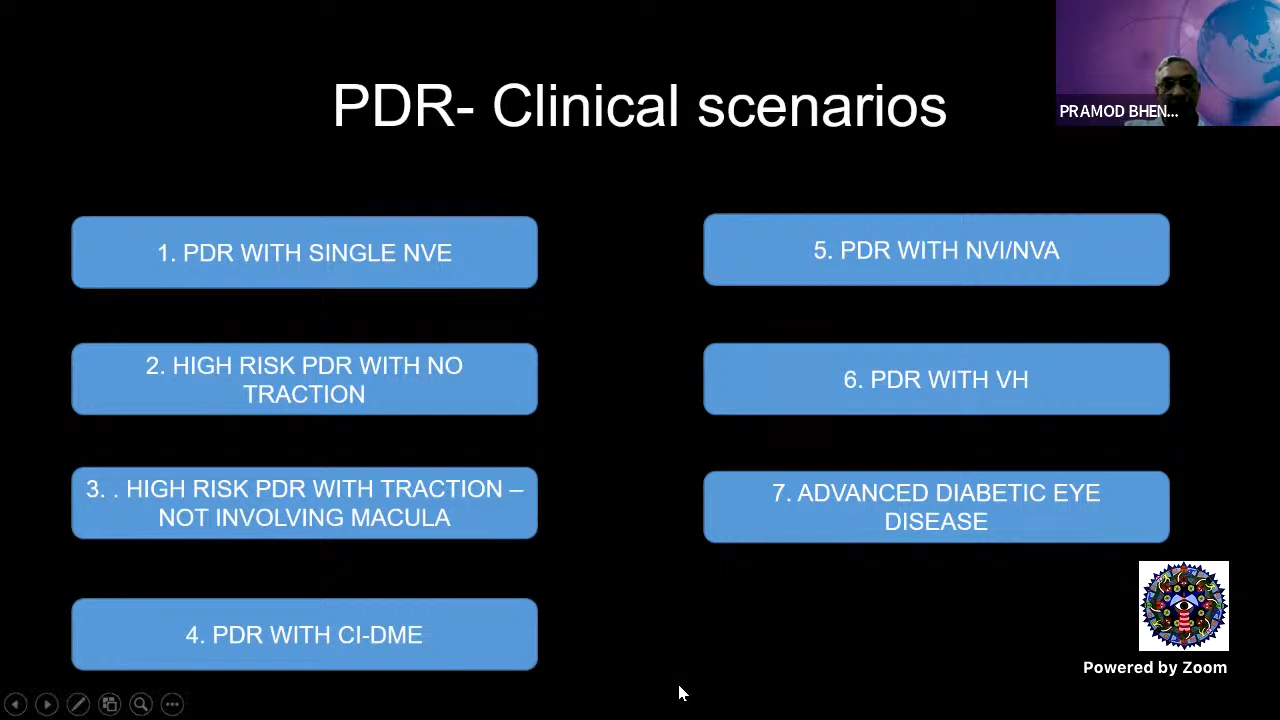 PDR- Clinical scenarios
PRAMOD BHEN...
1. PDR WITH SINGLE NVE
2. HIGH RISK PDR WITH NO
TRACTION
3. . HIGH RISK PDR WITH TRACTION –
NOT INVOLVING MACULA
4. PDR WITH CI-DME
5. PDR WITH NVI/NVA
6. PDR WITH VH
7. ADVANCED DIABETIC EYE
DISEASE
Powered by Zoom